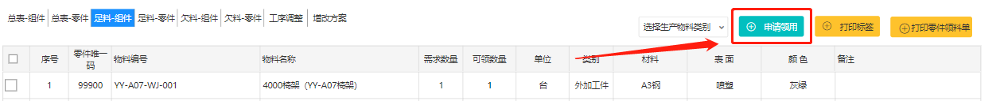 总表-组件 总表-零件 足料-组件 足料-零件 欠料-组件 欠料-零件 工序调整 增改方案
选择生产物料类别 申请领用 打印标签 打印零件领料单
序号 零件唯一码 物料编号 物料名称 需求数量 可领数量 单位 类别 材料 表 面 颜 色 备注
1 99900 YY-A07-WJ-001 4000椅架（YY-A07椅架） 1 1 台 外加工件 A3钢 喷塑 灰绿